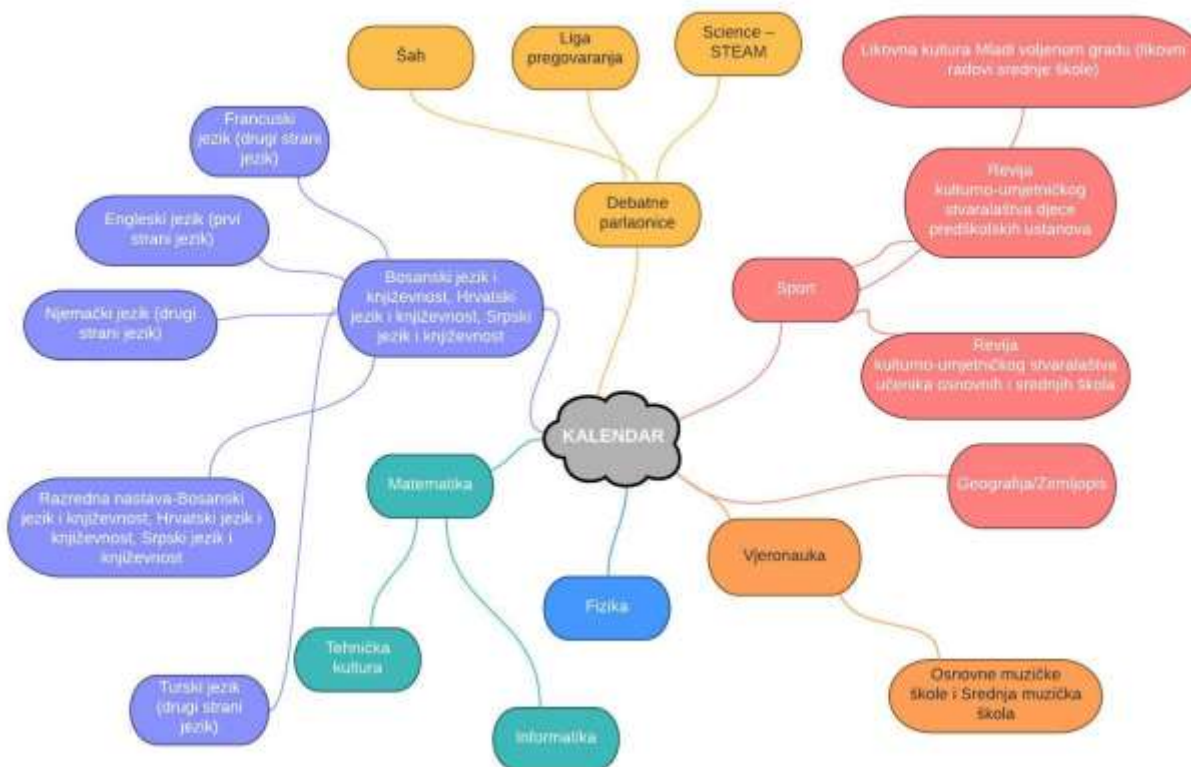 Šah
Liga
pregovaranja
Science –
STEAM
Likovna kultura Mladi voljenom gradu (likovni
radovi srednje škole)
Francuski
jezik (drugi strani
jezik)
Revija
kulturno-umjetničkog
stvaralaštva djece
predškolskih ustanova
Engleski jezik (prvi
strani jezik)
Debatne
parlaonice
Bosanski jezik i
književnost, Hrvatski
jezik i književnost, Srpski
jezik i književnost
Sport
Njemački jezik (drugi
strani jezik)
Revija
kulturno-umjetničkog stvaralaštva
učenika osnovnih i srednjih škola
KALENDAR
Matematika
Geografija/Zemljopis
Razredna nastava-Bosanski
jezik i književnost, Hrvatski jezik i
književnost, Srpski jezik i
književnost
Vjeronauka
Fizika
Tehnička
kultura
Osnovne muzičke
škole i Srednja muzička
škola
Turski jezik
(drugi strani
jezik)
Informatika